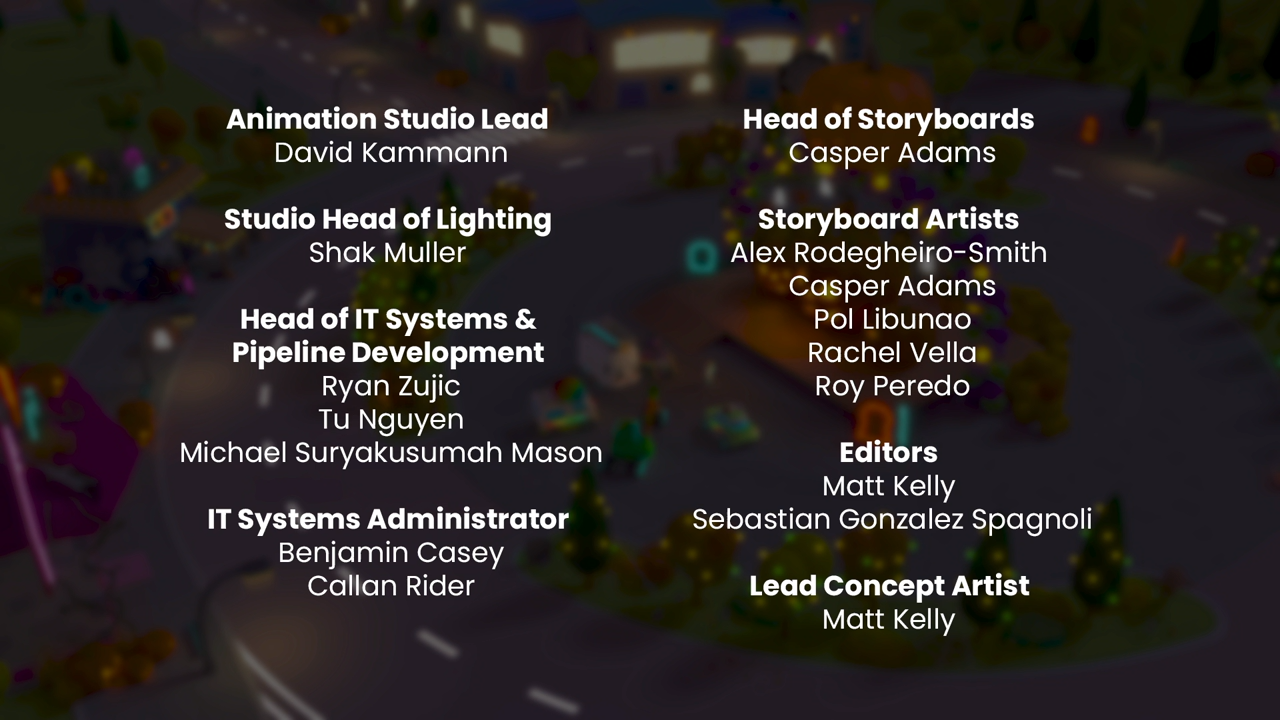 Animation Studio Lead
David Kammann
Studio Head of Lighting
Shak Muller
Head of IT Systems &
Pipeline Development
Ryan Zujic
Tu Nguyen
Michael Suryakusumah Mason
IT Systems Administrator
Benjamin Casey
Callan Rider
Head of Storyboards
Casper Adams
Storyboard Artists
Alex Rodegheiro-Smith
Casper Adams
Pol Libunao
Rachel Vella
Roy Peredo
Editors
Matt Kelly
Sebastian Gonzalez Spagnoli
Lead Concept Artist
Matt Kelly